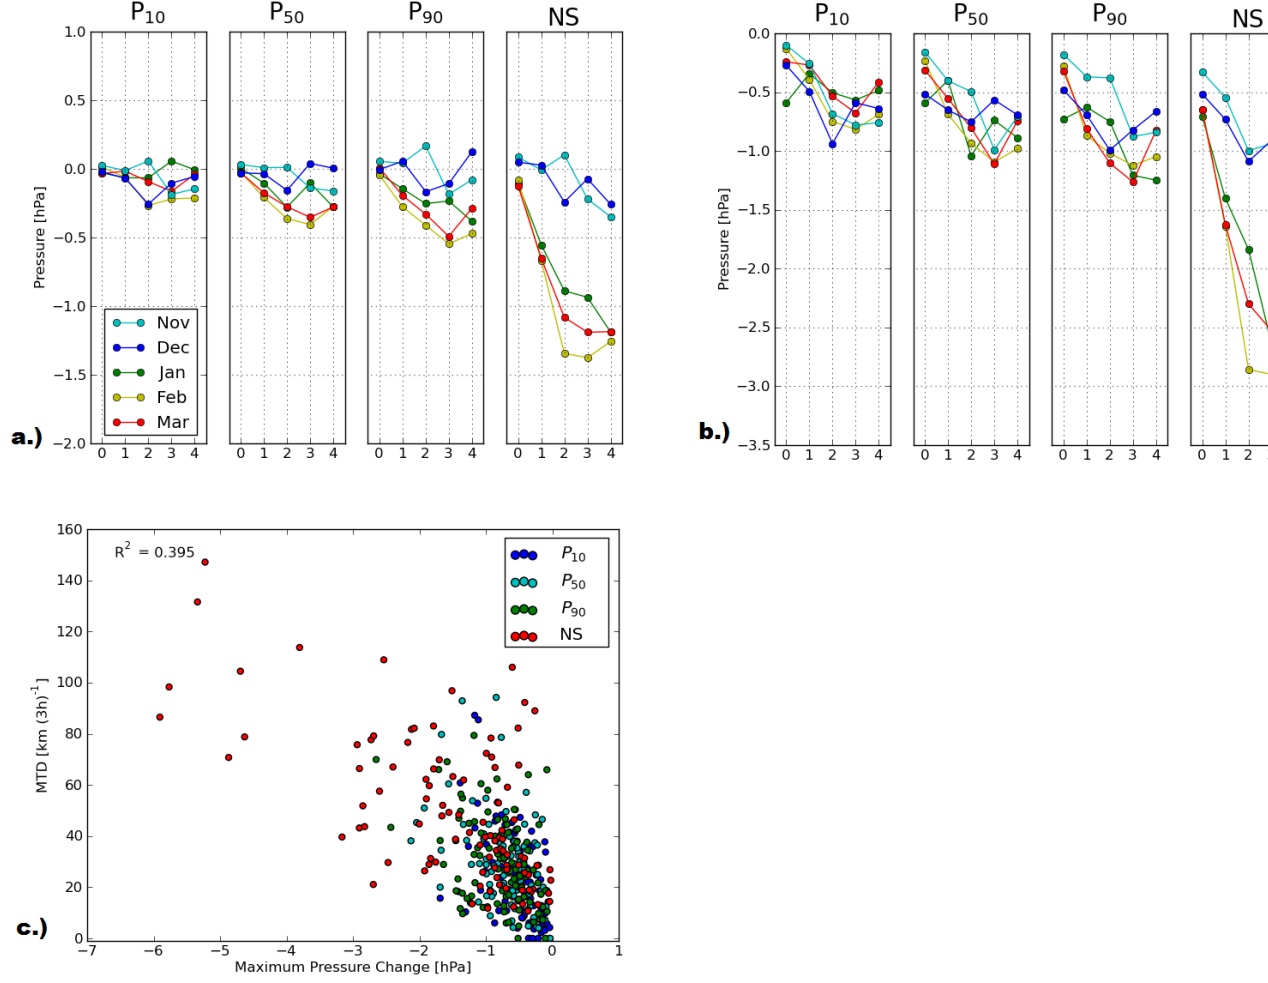 P10 P50 P90 NS
1.0
0.5
0.0
−0.5
−1.0
−1.5
−2.0
Pressure [hPa]
Nov
Dec
Jan
Feb
Mar
a.)
0 1 2 3 4 0 1 2 3 4 0 1 2 3 4 0 1 2 3 4
P10 P50 P90 NS
0.0
−0.5
−1.0
−1.5
−2.0
−2.5
−3.0
−3.5
Pressure [hPa]
b.)
0 1 2 3 4 0 1 2 3 4 0 1 2 3 4 0 1 2
160
140
120
100
80
60
40
20
0
MTD [km (3h)-1]
R2 = 0.395
P10
P50
P90
NS
c.)
−7 −6 −5 −4 −3 −2 −1 0 1
Maximum Pressure Change [hPa]